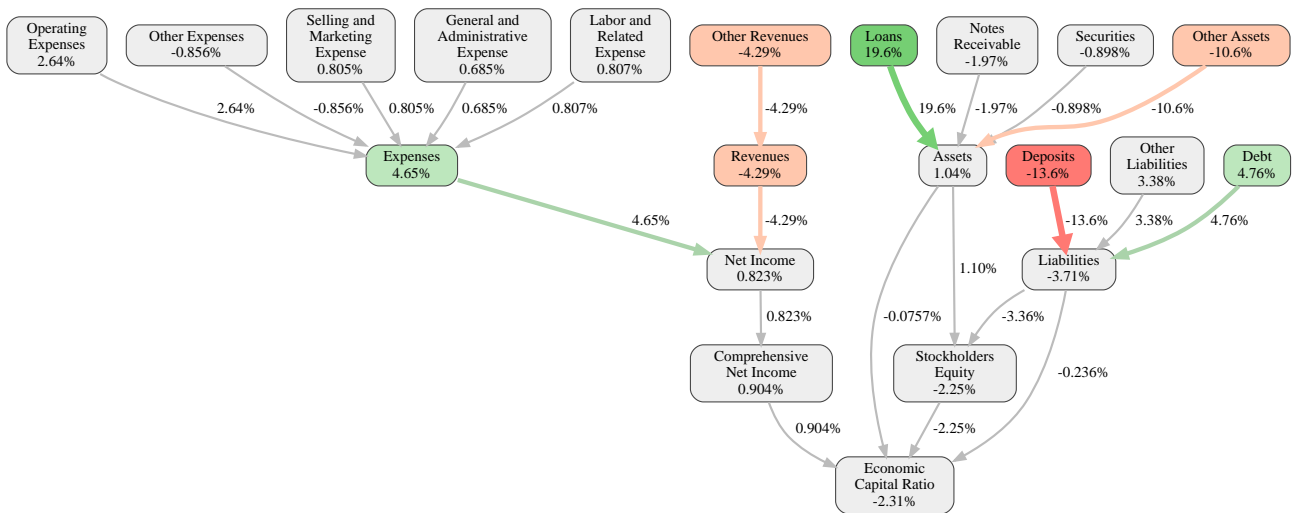 Operating
Expenses
2.64%
Other Expenses
-0.856%
Selling and
Marketing
Expense
0.805%
General and
Administrative
Expense
0.685%
Labor and
Related
Expense
0.807%
Other Revenues
-4.29%
Loans
19.6%
Notes
Receivable
-1.97%
Securities
-0.898%
Other Assets
-10.6%
2.64%
-0.856%
0.805%
0.685%
0.807%
-4.29%
19.6%
-1.97%
-0.898%
-10.6%
Expenses
4.65%
Revenues
-4.29%
Assets
1.04%
Deposits
-13.6%
Other
Liabilities
3.38%
Debt
4.76%
4.65%
-4.29%
-13.6%
3.38%
4.76%
Net Income
0.823%
1.10%
Liabilities
-3.71%
0.823%
-0.0757%
-3.36%
Comprehensive
Net Income
0.904%
Stockholders
Equity
-2.25%
-0.236%
0.904%
-2.25%
Economic
Capital Ratio
-2.31%